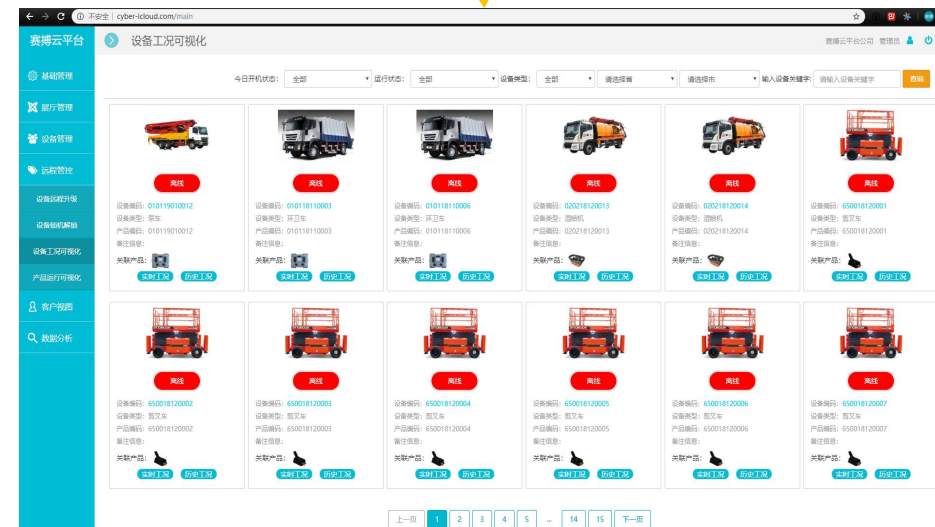 不安全 | cyber-icloud.com/main
赛搏云平台 设备工况可视化 赛搏云平台公司 管理员
基础管理
展厅管理
设备管理
远程管控
设备远程升级
设备锁机解锁
设备工况可视化
产品运行可视化
客户视图
数据分析
今日开机状态: 全部 运行状态: 全部 设备类型: 全部 请选择省 请选择市 输入设备关键字: 请输入设备关键字 查询
离线 离线 离线 离线 离线 离线
设备编码: 010119010012 设备编码: 010118110003 设备编码: 010118110006 设备编码: 020218120013 设备编码: 020218120014 设备编码: 650018120001
设备类型: 泵车 设备类型: 环卫车 设备类型: 环卫车 设备类型: 湿喷机 设备类型: 湿喷机 设备类型: 剪叉车
产品编码: 010119010012 产品编码: 010118110003 产品编码: 010118110006 产品编码: 020218120013 产品编码: 020218120014 产品编码: 650018120001
备注信息: 备注信息: 备注信息: 备注信息: 备注信息: 备注信息:
关联产品: 关联产品: 关联产品: 关联产品: 关联产品: 关联产品:
实时工况 历史工况 实时工况 历史工况 实时工况 历史工况 实时工况 历史工况 实时工况 历史工况 实时工况 历史工况
离线 离线 离线 离线 离线 离线
设备编码: 650018120002 设备编码: 650018120003 设备编码: 650018120004 设备编码: 650018120005 设备编码: 650018120006 设备编码: 650018120007
设备类型: 剪叉车 设备类型: 剪叉车 设备类型: 剪叉车 设备类型: 剪叉车 设备类型: 剪叉车 设备类型: 剪叉车
产品编码: 650018120002 产品编码: 650018120003 产品编码: 650018120004 产品编码: 650018120005 产品编码: 650018120006 产品编码: 650018120007
备注信息: 备注信息: 备注信息: 备注信息: 备注信息: 备注信息:
关联产品: 关联产品: 关联产品: 关联产品: 关联产品: 关联产品:
实时工况 历史工况 实时工况 历史工况 实时工况 历史工况 实时工况 历史工况 实时工况 历史工况 实时工况 历史工况
上一页 1 2 3 4 5 ... 14 15 下一页